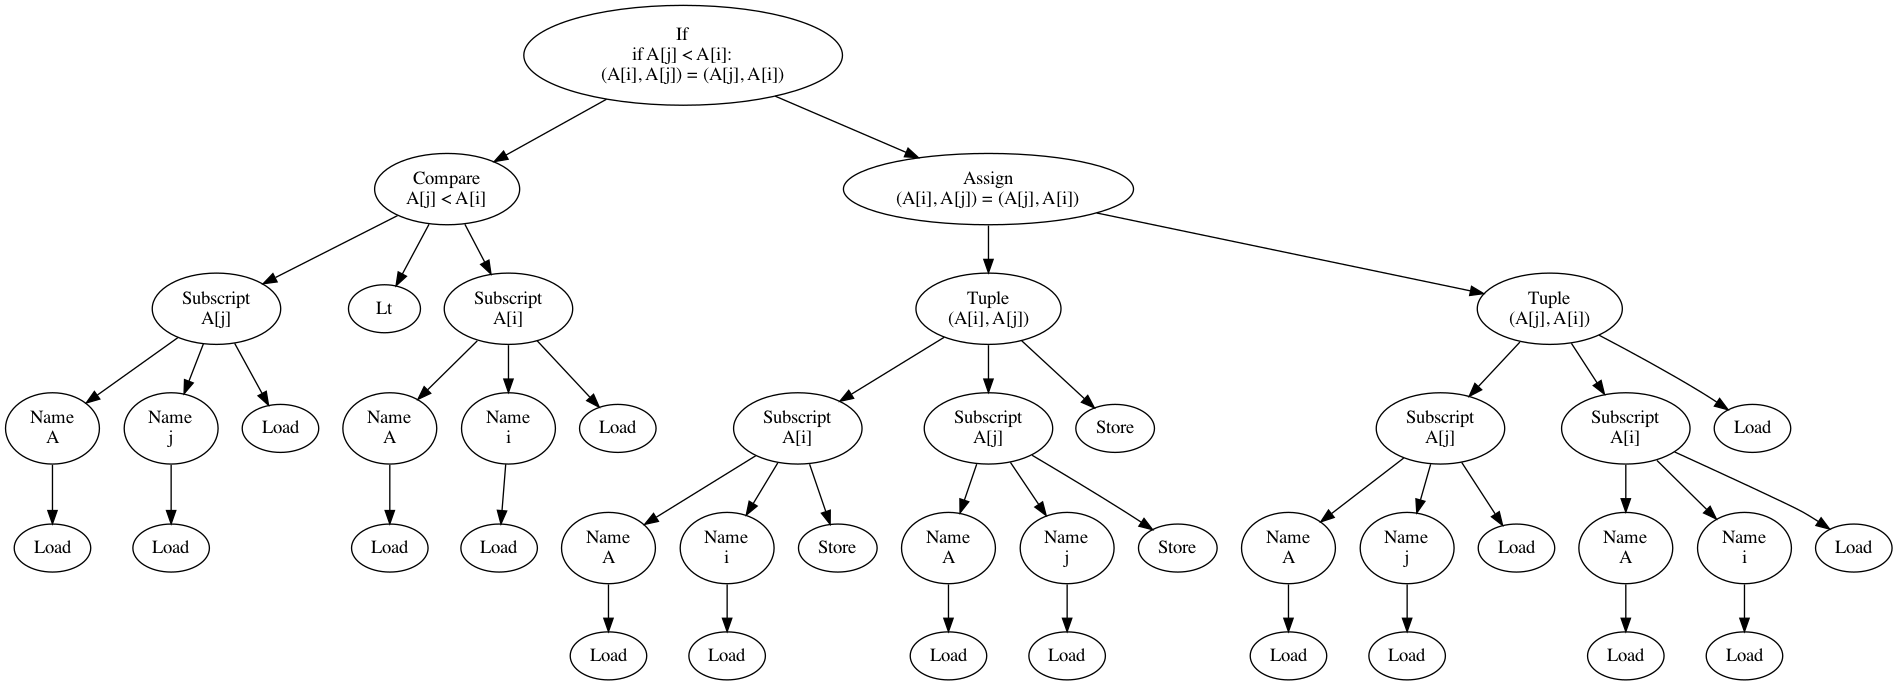 If
if A[j] < A[i]:
(A[i], A[j]) = (A[j], A[i])
Compare
A[j] < A[i]
Assign
(A[i], A[j]) = (A[j], A[i])
Subscript
A[j]
Lt
Subscript
A[i]
Tuple
(A[i], A[j])
Tuple
(A[j], A[i])
Name
A
Name
j
Load
Name
A
Name
i
Load
Subscript
A[i]
Subscript
A[j]
Store
Subscript
A[j]
Subscript
A[i]
Load
Load
Load
Load
Load
Name
A
Name
i
Store
Name
A
Name
j
Store
Name
A
Name
j
Load
Name
A
Name
i
Load
Load
Load
Load
Load
Load
Load
Load
Load